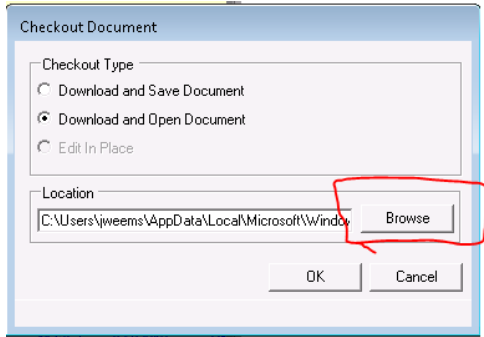 Checkout Document
Checkout Type
Download and Save Document
Download and Open Document
Edit In Place
Location
C:\Users\jweems\AppData\Local\Microsoft\Window
Browse
OK
Cancel